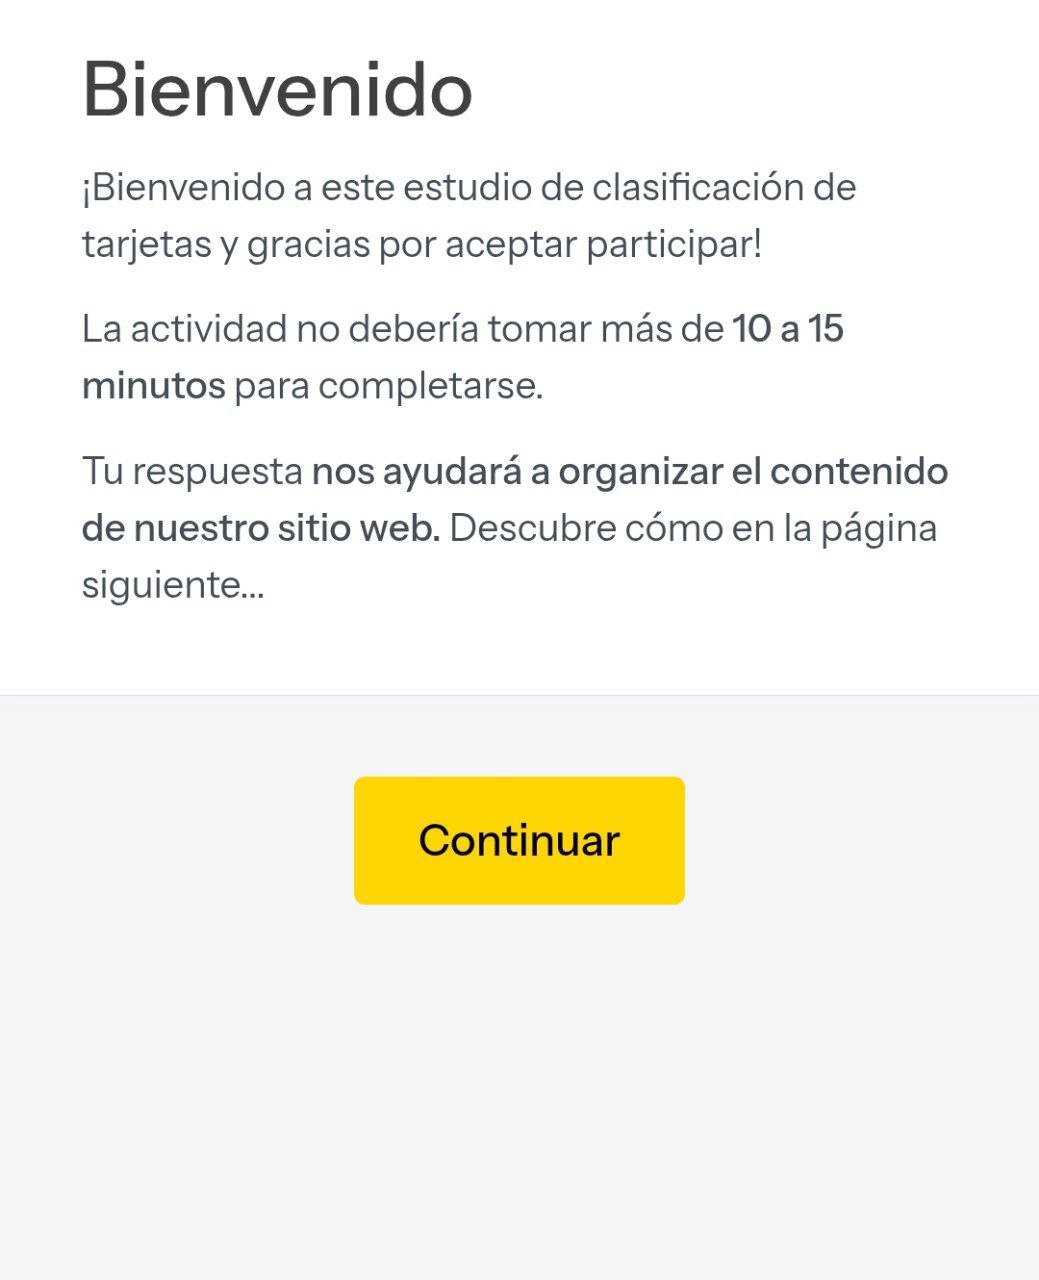 Bienvenido
¡Bienvenido a este estudio de clasificación de
tarjetas y gracias por aceptar participar!
La actividad no debería tomar más de 10 a 15
minutos para completarse.
Tu respuesta nos ayudará a organizar el contenido
de nuestro sitio web. Descubre cómo en la página
siguiente...
Continuar